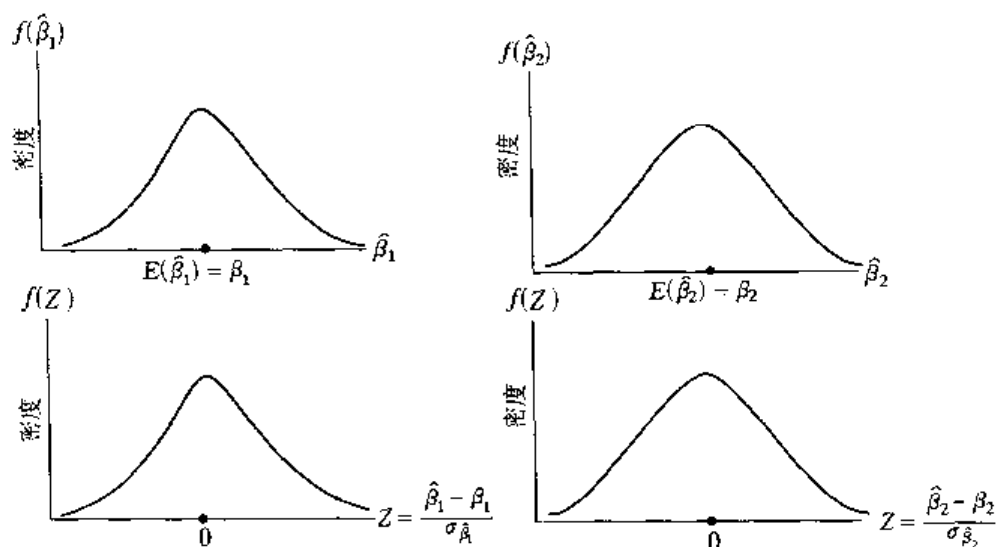 f(β̂₁)
密度
β̂₁
E(β̂₁) = β₁
f(β̂₂)
密度
β̂₂
E(β̂₂) – β₂
f(Z)
密度
0
Z = (β̂₁ – β₁) / σ_β̂₁
f(Z)
密度
0
Z = (β̂₂ – β₂) / σ_β̂₂